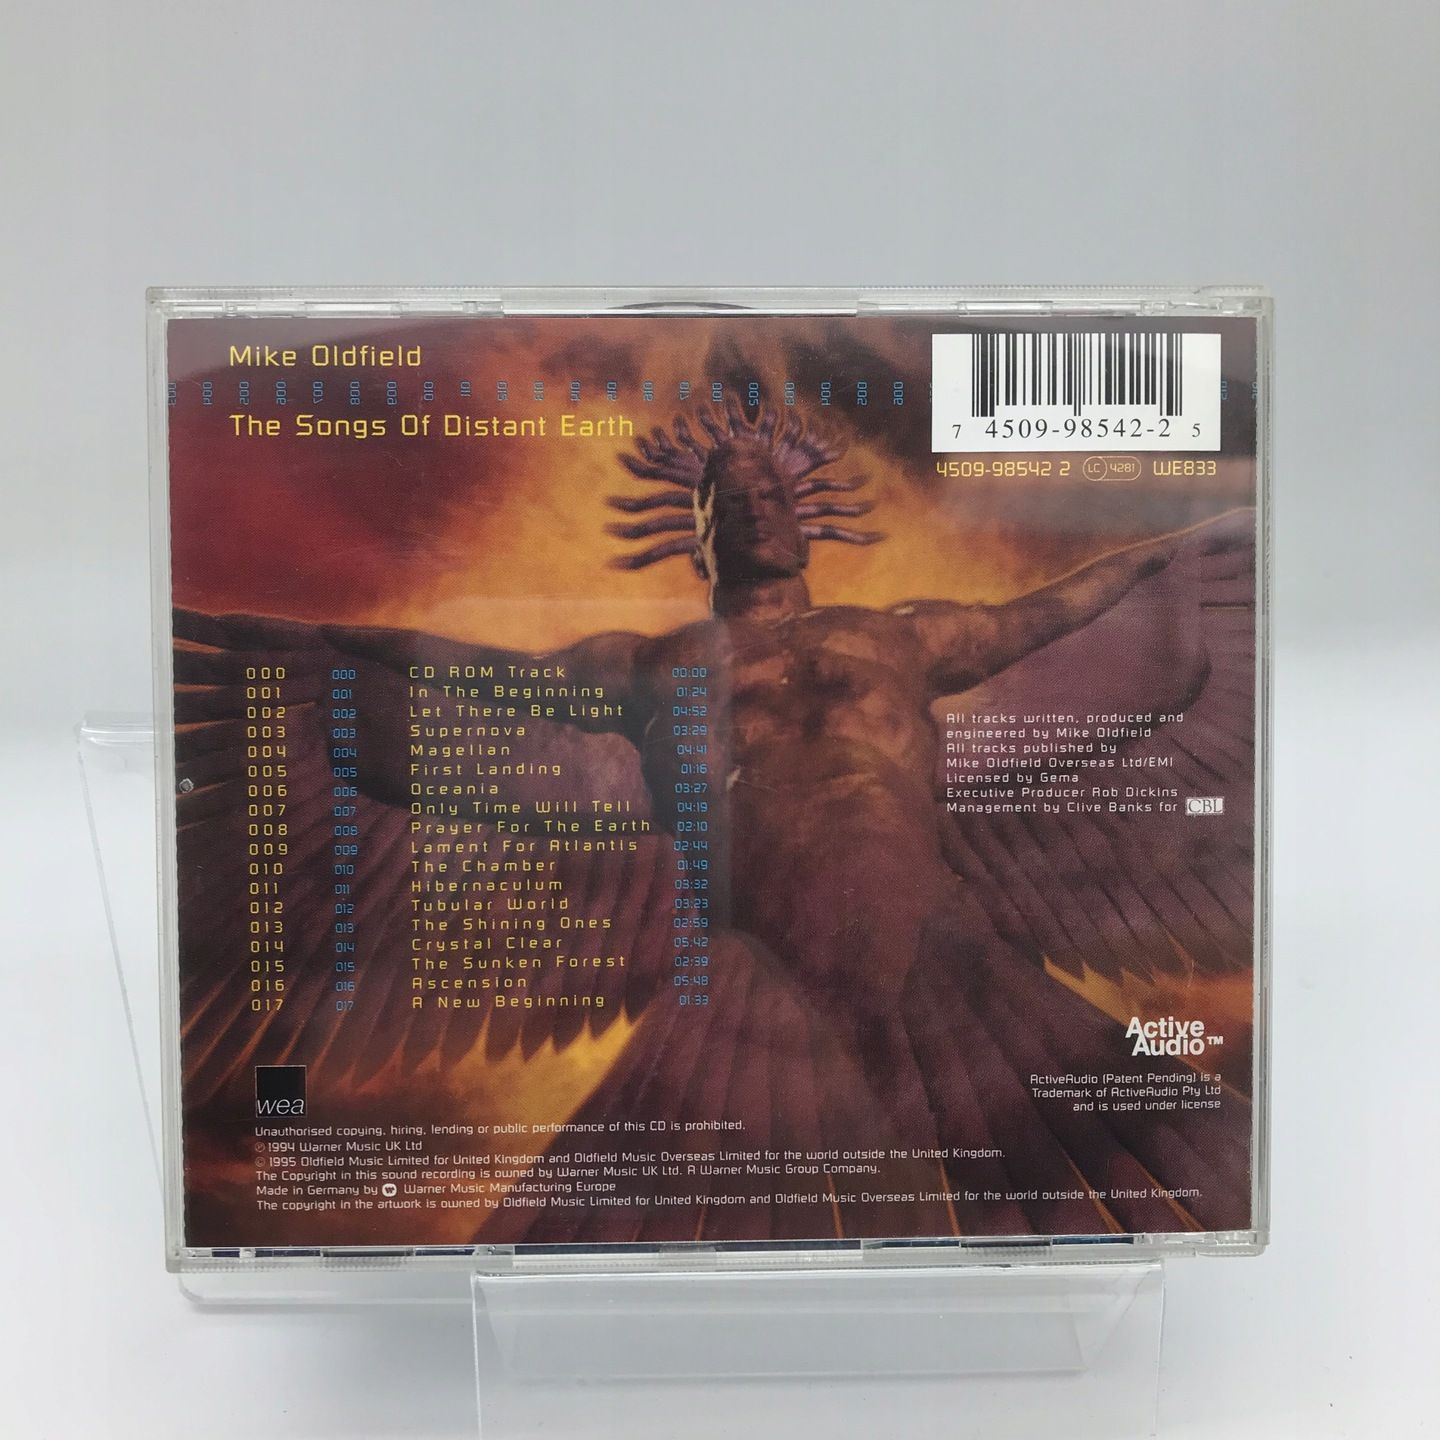 Mike Oldfield
The Songs Of Distant Earth
7 4509-98542-2 5
4509-98542 2 LC 4281 WE833
000 000 CD ROM Track 00:00
001 001 In The Beginning 01:24
002 002 Let There Be Light 04:52
003 003 Supernova 03:29
004 004 Magellan 04:41
005 005 First Landing 01:16
006 006 Oceania 03:27
007 007 Only Time Will Tell 04:19
008 008 Prayer For The Earth 02:10
009 009 Lament For Atlantis 02:44
010 010 The Chamber 01:49
011 011 Hibernaculum 03:32
012 012 Tubular World 03:23
013 013 The Shining Ones 02:59
014 014 Crystal Clear 05:42
015 015 The Sunken Forest 02:39
016 016 Ascension 05:48
017 017 A New Beginning 01:33
All tracks written, produced and
engineered by Mike Oldfield
All tracks published by
Mike Oldfield Overseas Ltd/EMI
Licensed by Gema
Executive Producer Rob Dickins
Management by Clive Banks for CBL
Active
Audio™
ActiveAudio (Patent Pending) is a
Trademark of ActiveAudio Pty Ltd
and is used under license
wea
Unauthorised copying, hiring, lending or public performance of this CD is prohibited.
℗ 1994 Warner Music UK Ltd
© 1995 Oldfield Music Limited for United Kingdom and Oldfield Music Overseas Limited for the world outside the United Kingdom.
The Copyright in this sound recording is owned by Warner Music UK Ltd. A Warner Music Group Company.
Made in Germany by Warner Music Manufacturing Europe
The copyright in the artwork is owned by Oldfield Music Limited for United Kingdom and Oldfield Music Overseas Limited for the world outside the United Kingdom.